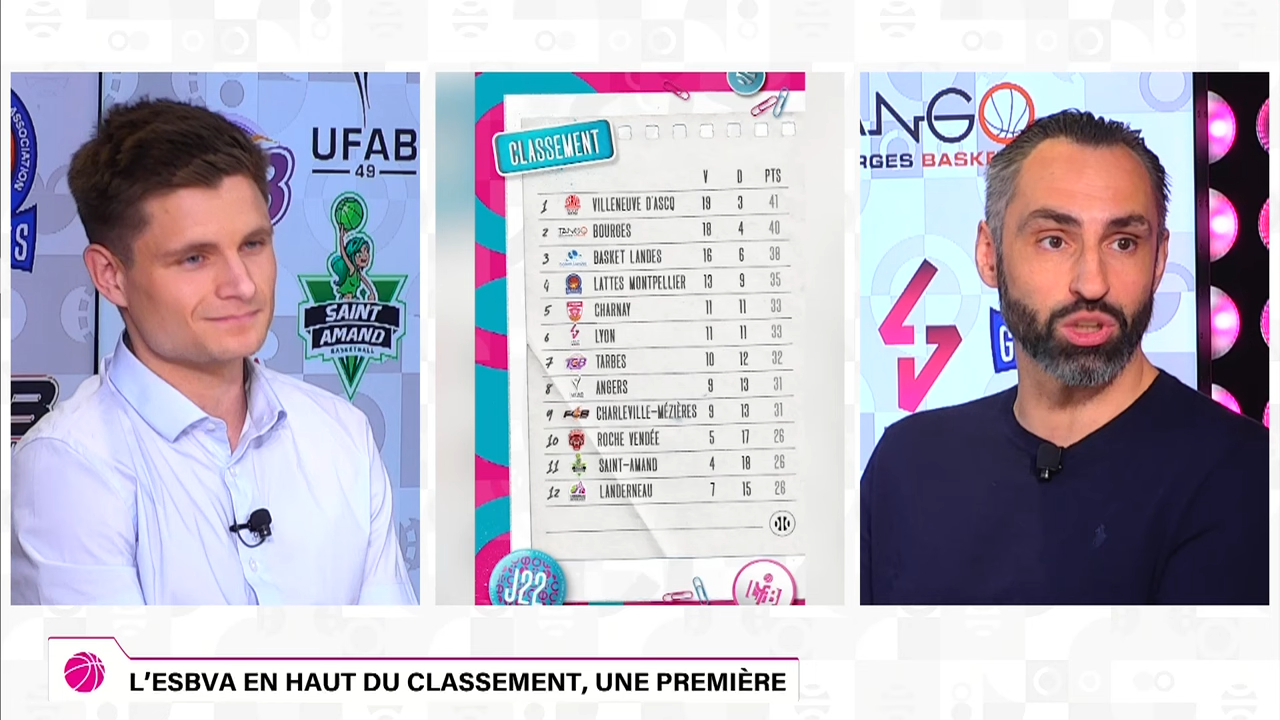 ASSOCIATION
S
8
UFAB
49
SAINT
AMAND
BASKETBALL
B
CLASSEMENT
V D PTS
1 VILLENEUVE D'ASCQ 19 3 41
2 BOURGES 18 4 40
3 BASKET LANDES 16 6 38
4 LATTES MONTPELLIER 13 9 35
5 CHARNAY 11 11 33
6 LYON 11 11 33
7 TARBES 10 12 32
8 ANGERS 9 13 31
9 CHARLEVILLE-MÉZIÈRES 9 13 31
10 ROCHE VENDÉE 5 17 26
11 SAINT-AMAND 4 18 26
12 LANDERNEAU 7 15 26
J22
ANGO
RGES BASKE
G
L'ESBVA EN HAUT DU CLASSEMENT, UNE PREMIÈRE